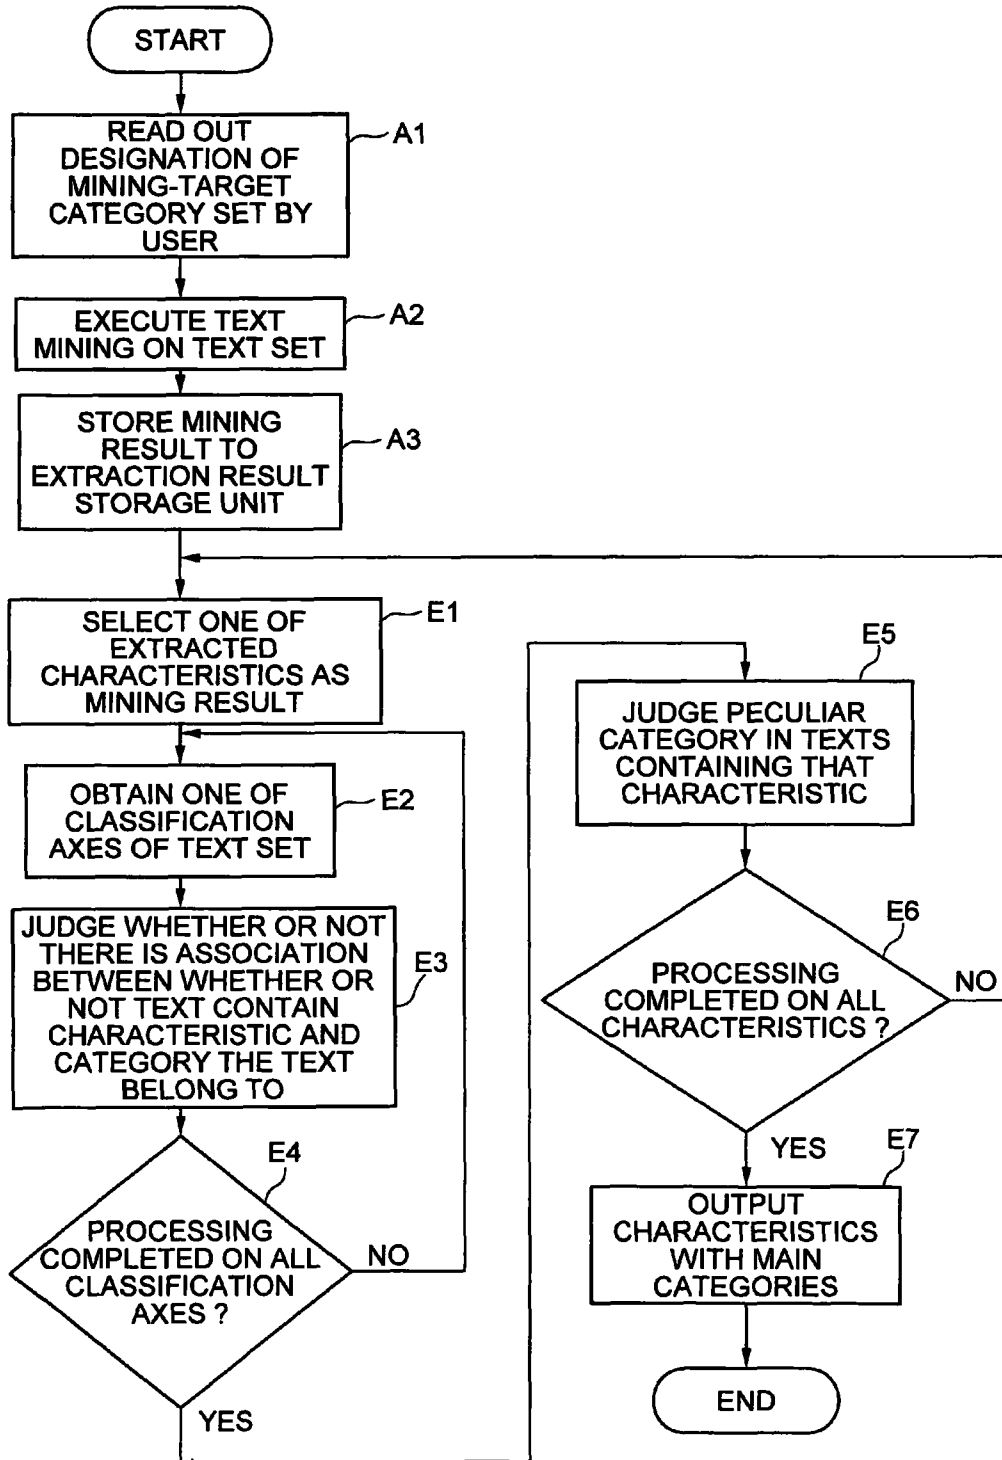 START
READ OUT
DESIGNATION OF
MINING-TARGET
CATEGORY SET BY
USER
A1
EXECUTE TEXT
MINING ON TEXT SET
A2
STORE MINING
RESULT TO
EXTRACTION RESULT
STORAGE UNIT
A3
SELECT ONE OF
EXTRACTED
CHARACTERISTICS AS
MINING RESULT
E1
OBTAIN ONE OF
CLASSIFICATION
AXES OF TEXT SET
E2
JUDGE WHETHER OR NOT
THERE IS ASSOCIATION
BETWEEN WHETHER OR
NOT TEXT CONTAIN
CHARACTERISTIC AND
CATEGORY THE TEXT
BELONG TO
E3
PROCESSING
COMPLETED ON ALL
CLASSIFICATION
AXES ?
E4
NO
YES
JUDGE PECULIAR
CATEGORY IN TEXTS
CONTAINING THAT
CHARACTERISTIC
E5
PROCESSING
COMPLETED ON ALL
CHARACTERISTICS ?
E6
NO
YES
OUTPUT
CHARACTERISTICS
WITH MAIN
CATEGORIES
E7
END